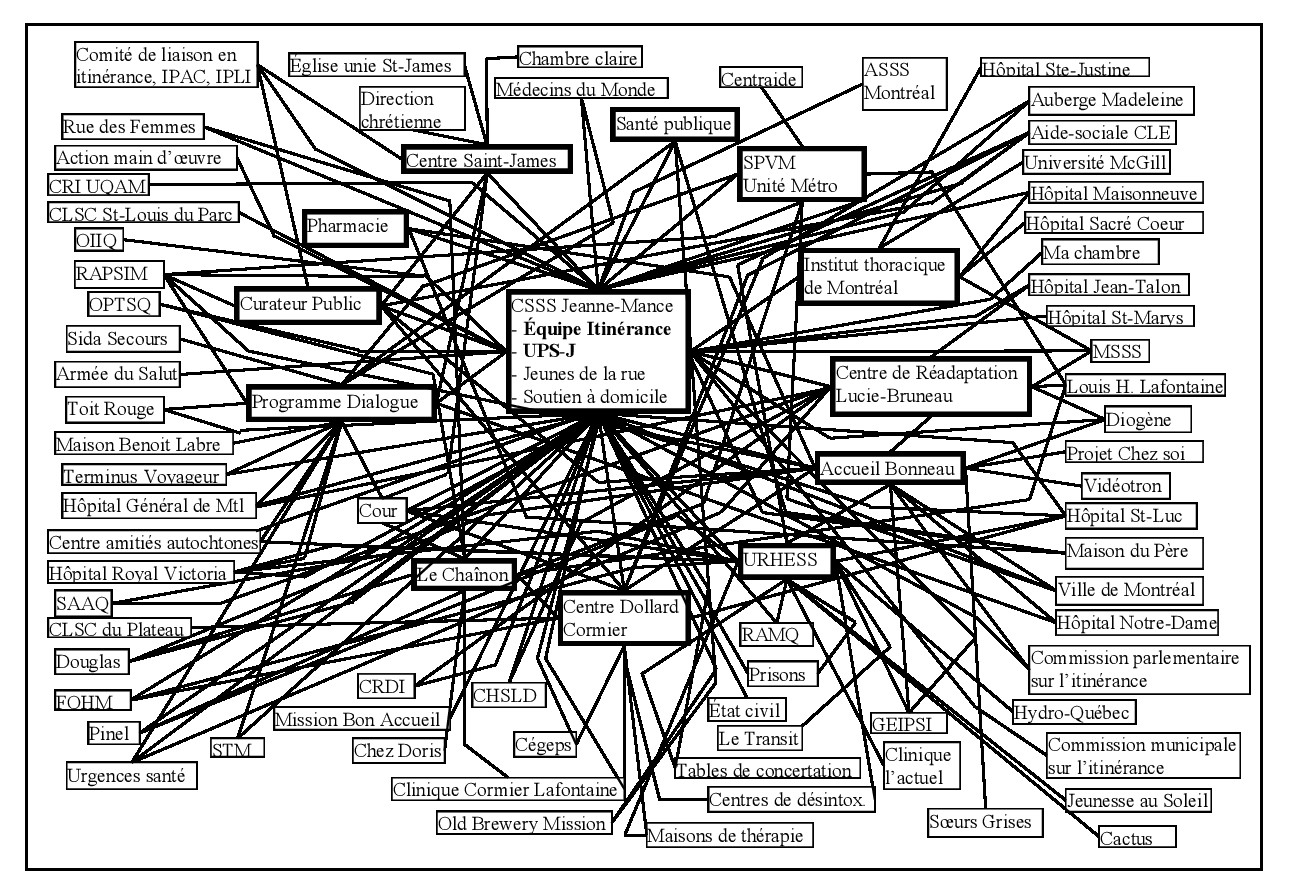 Comité de liaison en
itinérance, IPAC, IPLI
Église unie St-James
Chambre claire
Direction
chrétienne
Médecins du Monde
Centraide
ASSS
Montréal
Hôpital Ste-Justine
Auberge Madeleine
Rue des Femmes
Santé publique
Aide-sociale CLE
Action main d'œuvre
Centre Saint-James
SPVM
Unité Métro
Université McGill
CRI UQAM
Hôpital Maisonneuve
CLSC St-Louis du Parc
Pharmacie
Hôpital Sacré Coeur
OIIQ
Ma chambre
RAPSIM
Institut thoracique
de Montréal
Hôpital Jean-Talon
OPTSQ
Curateur Public
CSSS Jeanne-Mance
- Équipe Itinérance
- UPS-J
- Jeunes de la rue
- Soutien à domicile
Hôpital St-Marys
Sida Secours
MSSS
Armée du Salut
Centre de Réadaptation
Lucie-Bruneau
Louis H. Lafontaine
Toit Rouge
Programme Dialogue
Diogène
Maison Benoit Labre
Projet Chez soi
Terminus Voyageur
Accueil Bonneau
Vidéotron
Hôpital Général de Mtl
Cour
Hôpital St-Luc
Centre amitiés autochtones
Maison du Père
Hôpital Royal Victoria
Le Chaînon
URHESS
Ville de Montréal
SAAQ
Centre Dollard
Cormier
Hôpital Notre-Dame
CLSC du Plateau
RAMQ
Douglas
Prisons
Commission parlementaire
sur l'itinérance
FOHM
CRDI
CHSLD
État civil
Hydro-Québec
Pinel
Mission Bon Accueil
Le Transit
GEIPSI
STM
Chez Doris
Cégeps
Clinique
l'actuel
Commission municipale
sur l'itinérance
Urgences santé
Tables de concertation
Clinique Cormier Lafontaine
Centres de désintox.
Jeunesse au Soleil
Old Brewery Mission
Maisons de thérapie
Sœurs Grises
Cactus